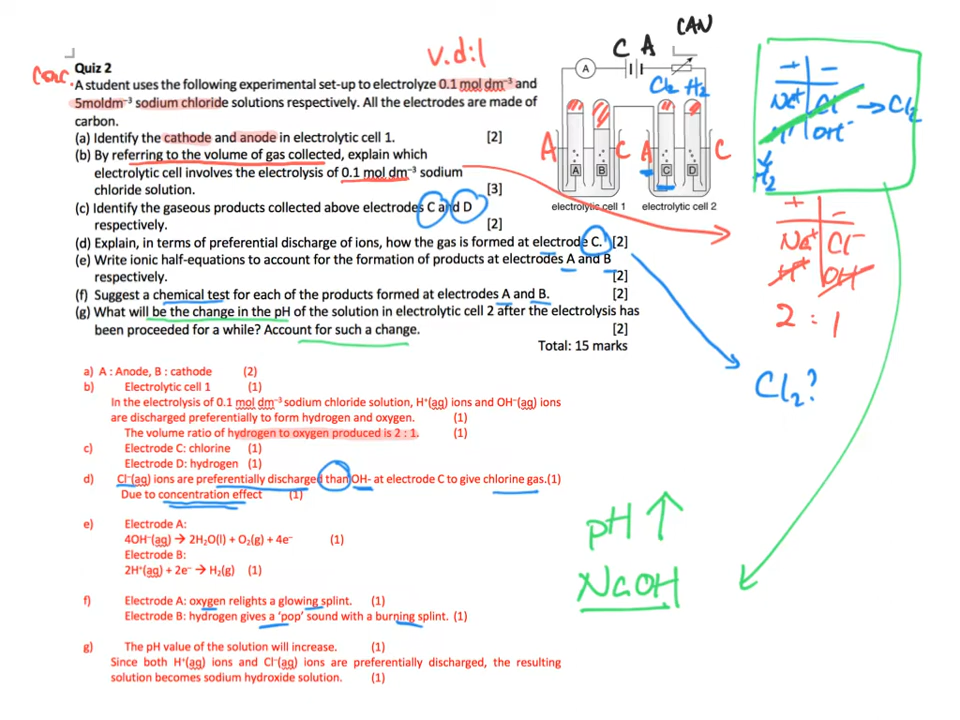 Quiz 2
conc
v.dil
A student uses the following experimental set-up to electrolyze 0.1 mol dm⁻³ and
5moldm⁻³ sodium chloride solutions respectively. All the electrodes are made of
carbon.
(a) Identify the cathode and anode in electrolytic cell 1. [2]
(b) By referring to the volume of gas collected, explain which
electrolytic cell involves the electrolysis of 0.1 mol dm⁻³ sodium
chloride solution. [3]
(c) Identify the gaseous products collected above electrodes C and D
respectively. [2]
(d) Explain, in terms of preferential discharge of ions, how the gas is formed at electrode C. [2]
(e) Write ionic half-equations to account for the formation of products at electrodes A and B
respectively. [2]
(f) Suggest a chemical test for each of the products formed at electrodes A and B. [2]
(g) What will be the change in the pH of the solution in electrolytic cell 2 after the electrolysis has
been proceeded for a while? Account for such a change. [2]
Total: 15 marks
CAN
C A
A
Cl₂ H₂
A C A C
A B C D
electrolytic cell 1 electrolytic cell 2
+ −
Na⁺ Cl⁻ → Cl₂
H⁺ OH⁻
H₂
+ −
Na⁺ Cl⁻
H⁺ OH⁻
2 : 1
Cl₂?
pH ↑
NaOH
a) A : Anode, B : cathode (2)
b) Electrolytic cell 1 (1)
In the electrolysis of 0.1 mol dm⁻³ sodium chloride solution, H⁺(aq) ions and OH⁻(aq) ions
are discharged preferentially to form hydrogen and oxygen. (1)
The volume ratio of hydrogen to oxygen produced is 2 : 1. (1)
c) Electrode C: chlorine (1)
Electrode D: hydrogen (1)
d) Cl⁻(aq) ions are preferentially discharged than OH- at electrode C to give chlorine gas.(1)
Due to concentration effect (1)
e) Electrode A:
4OH⁻(aq) → 2H₂O(l) + O₂(g) + 4e⁻ (1)
Electrode B:
2H⁺(aq) + 2e⁻ → H₂(g) (1)
f) Electrode A: oxygen relights a glowing splint. (1)
Electrode B: hydrogen gives a 'pop' sound with a burning splint. (1)
g) The pH value of the solution will increase. (1)
Since both H⁺(aq) ions and Cl⁻(aq) ions are preferentially discharged, the resulting
solution becomes sodium hydroxide solution. (1)